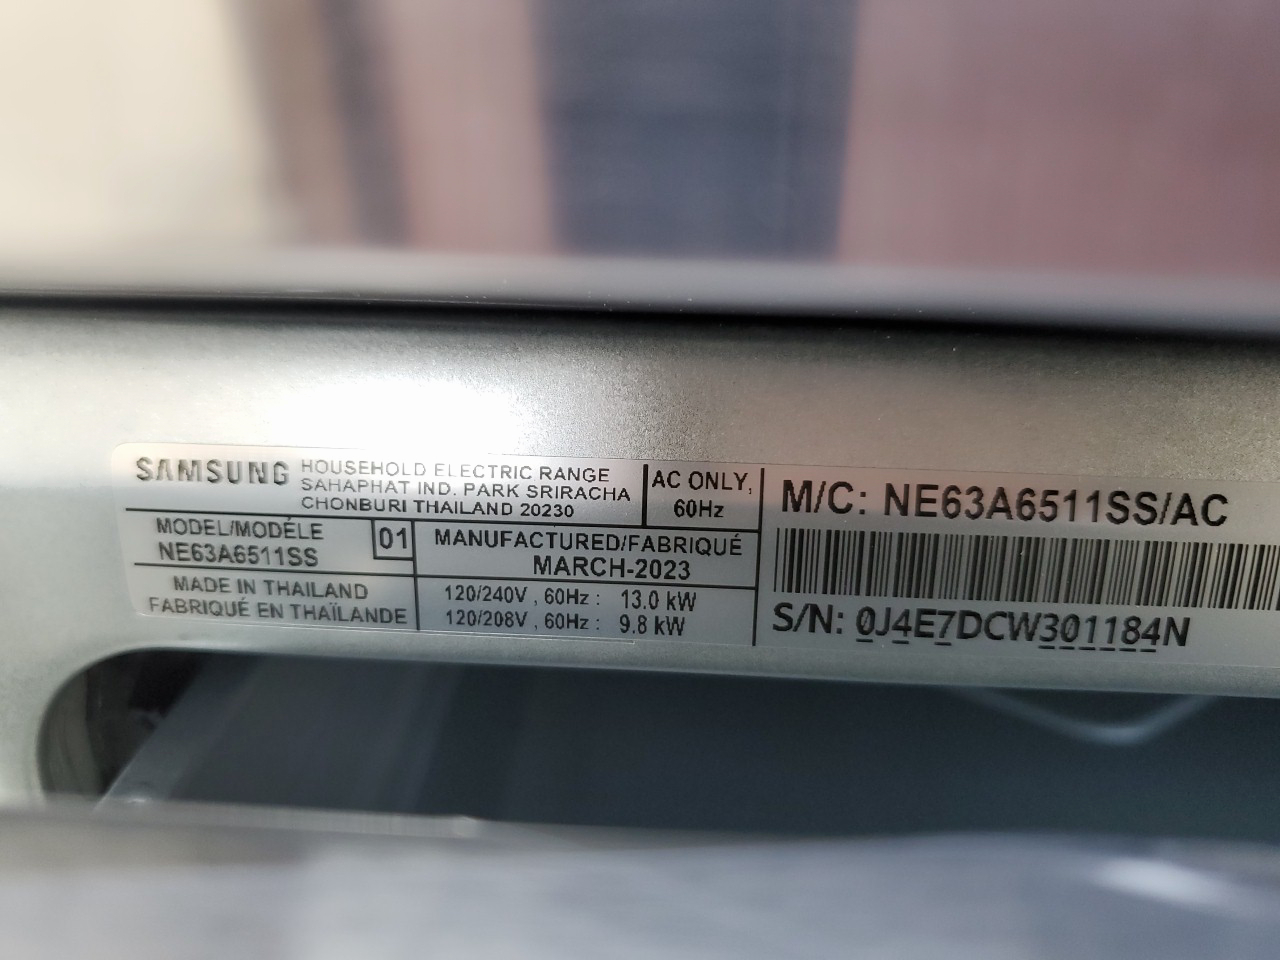 SAMSUNG
HOUSEHOLD ELECTRIC RANGE
SAHAPHAT IND. PARK SRIRACHA
CHONBURI THAILAND 20230
AC ONLY,
60Hz
MODEL/MODÉLE
NE63A6511SS
01
MANUFACTURED/FABRIQUÉ
MARCH-2023
MADE IN THAILAND
FABRIQUÉ EN THAÏLANDE
120/240V , 60Hz : 13.0 kW
120/208V , 60Hz : 9.8 kW
M/C: NE63A6511SS/AC
S/N: 0J4E7DCW301184N